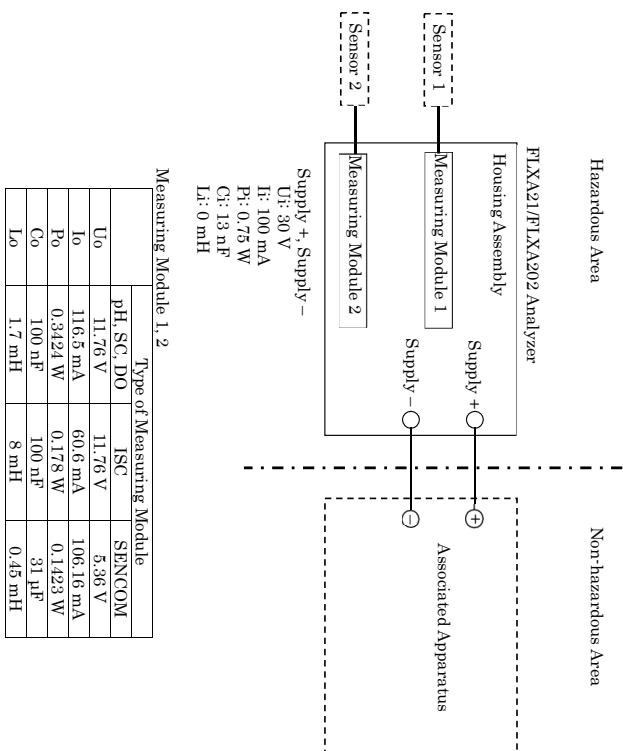 Hazardous Area
Non-hazardous Area
FLXA21/FLXA202 Analyzer
Housing Assembly
Sensor 1
Measuring Module 1
Supply +
+
Associated Apparatus
Supply –
–
Sensor 2
Measuring Module 2
Supply +, Supply –
Ui: 30 V
Ii: 100 mA
Pi: 0.75 W
Ci: 13 nF
Li: 0 mH
Measuring Module 1, 2
Type of Measuring Module
pH, SC, DO ISC SENCOM
Uo 11.76 V 11.76 V 5.36 V
Io 116.5 mA 60.6 mA 106.16 mA
Po 0.3424 W 0.178 W 0.1423 W
Co 100 nF 100 nF 31 µF
Lo 1.7 mH 8 mH 0.45 mH